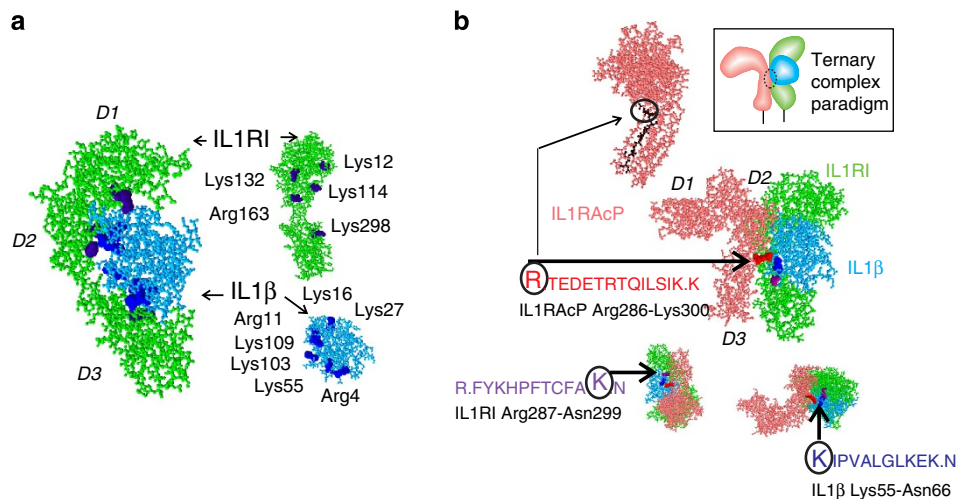 a
D1
IL1RI
Lys12
Lys132
Lys114
Arg163
Lys298
D2
IL1β
Lys16
Lys27
Arg11
Lys109
Lys103
Lys55
Arg4
D3
b
Ternary
complex
paradigm
D1
D2
IL1RI
IL1RAcP
IL1β
RTEDETRTQILSIK.K
IL1RAcP Arg286-Lys300
D3
R.FYKHPFTCFAK.N
IL1RI Arg287-Asn299
KIPVALGLKEK.N
IL1β Lys55-Asn66